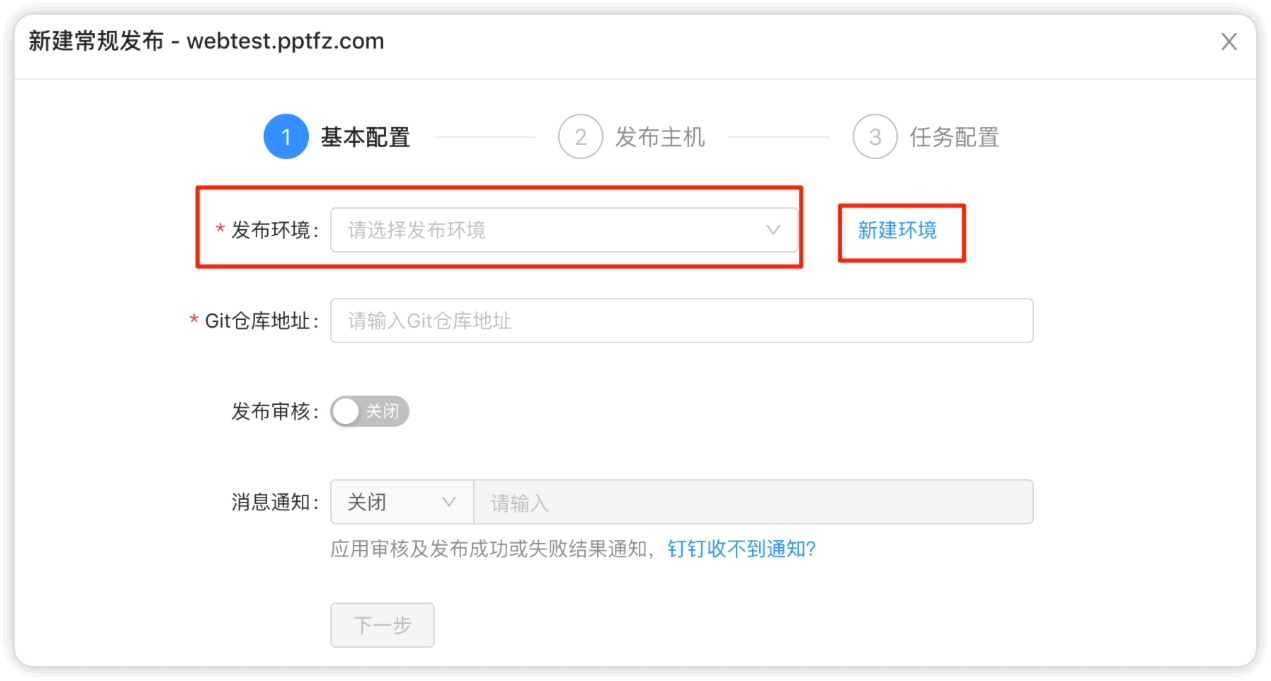 新建常规发布 - webtest.pptfz.com
1 基本配置 2 发布主机 3 任务配置
* 发布环境: 请选择发布环境 新建环境
* Git仓库地址: 请输入Git仓库地址
发布审核: 关闭
消息通知: 关闭 请输入
应用审核及发布成功或失败结果通知, 钉钉收不到通知?
下一步